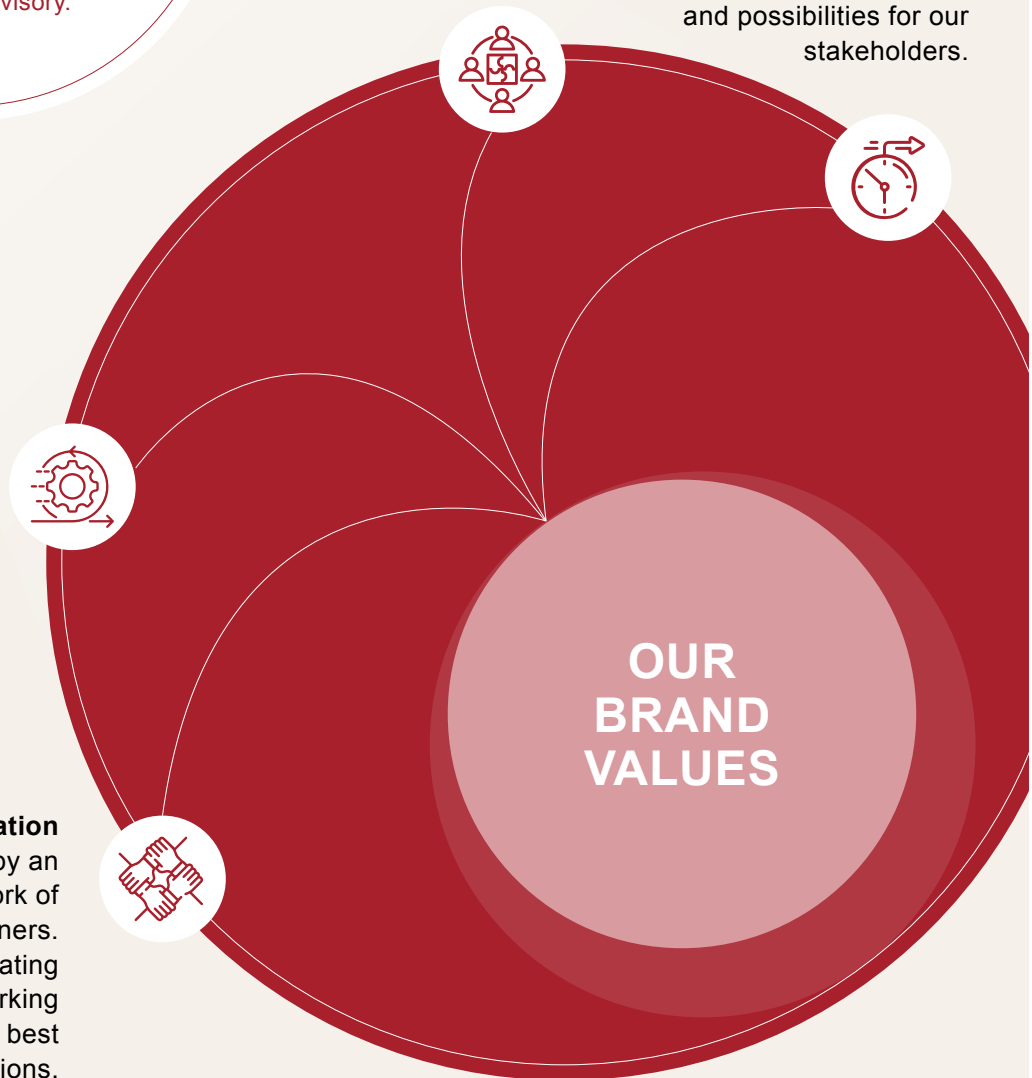 visory.
and possibilities for our
stakeholders.
OUR
BRAND
VALUES
ation
by an
ork of
ners.
ating
rking
best
ions.